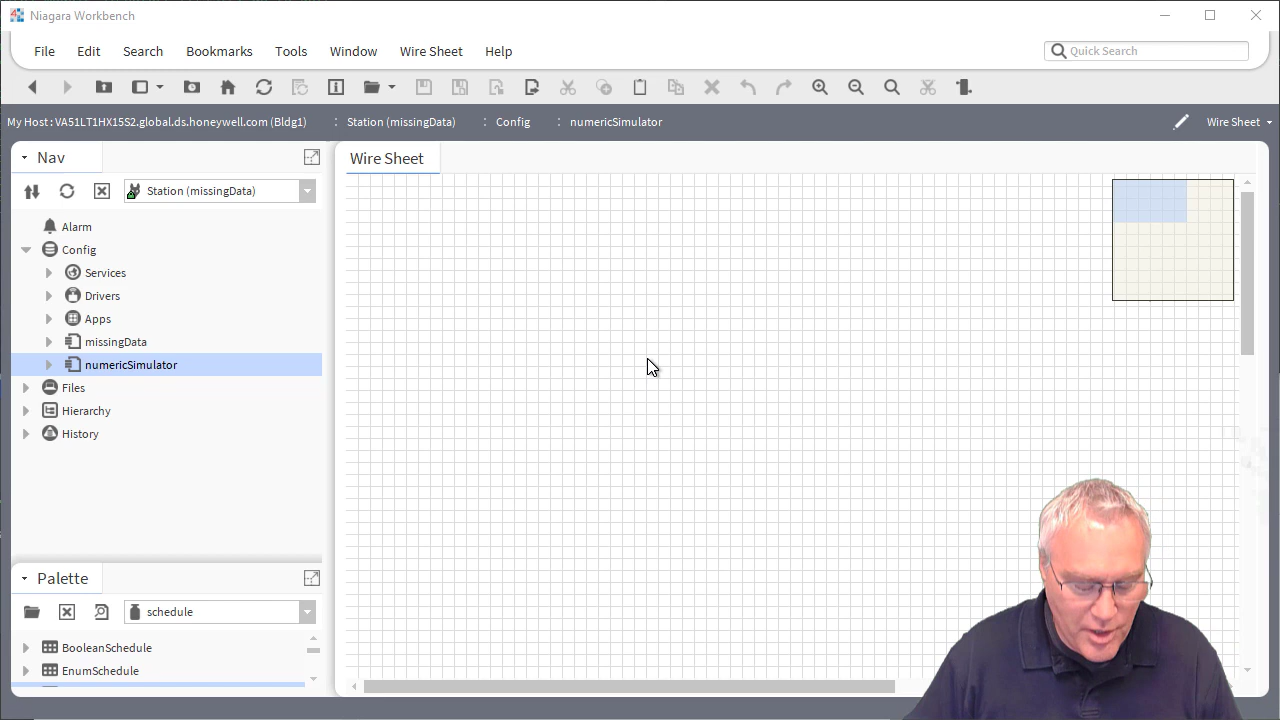 Niagara Workbench
File Edit Search Bookmarks Tools Window Wire Sheet Help Quick Search
My Host : VA51LT1HX15S2.global.ds.honeywell.com (Bldg1) : Station (missingData) : Config : numericSimulator Wire Sheet
Nav
Station (missingData)
Alarm
Config
Services
Drivers
Apps
missingData
numericSimulator
Files
Hierarchy
History
Palette
schedule
BooleanSchedule
EnumSchedule
Wire Sheet